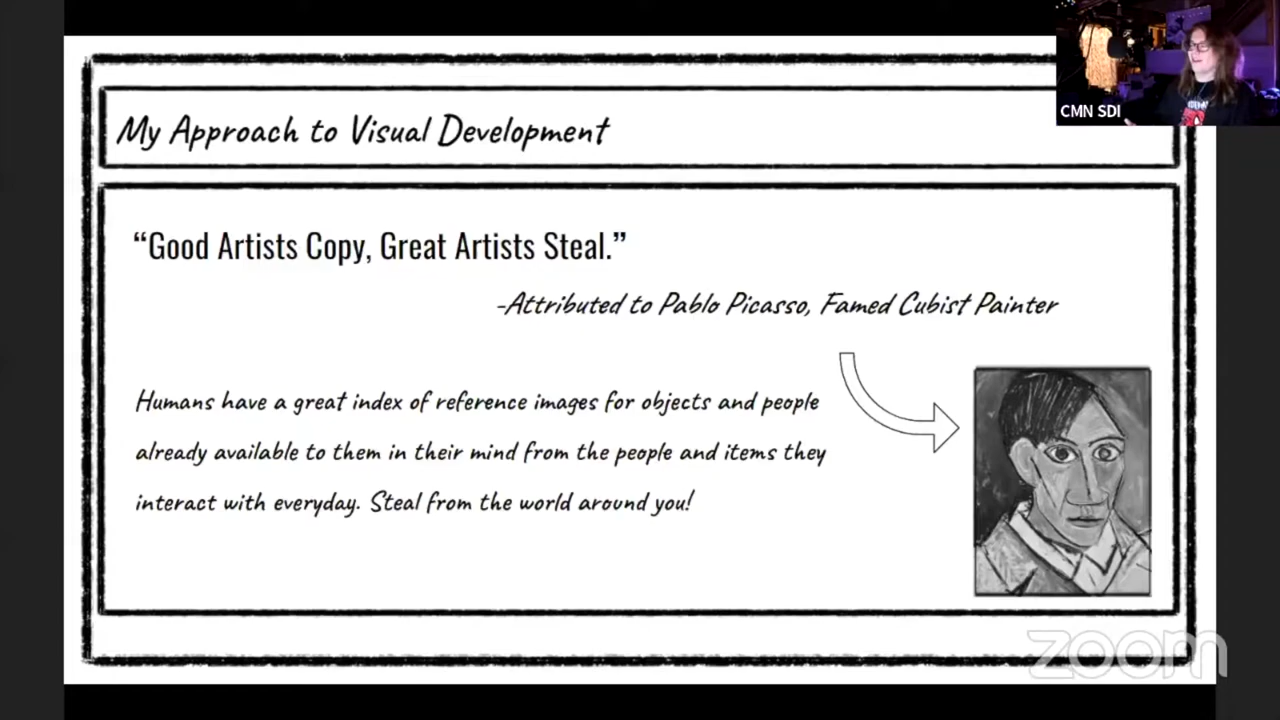 My Approach to Visual Development
CMN SDI
“Good Artists Copy, Great Artists Steal.”
-Attributed to Pablo Picasso, Famed Cubist Painter
Humans have a great index of reference images for objects and people
already available to them in their mind from the people and items they
interact with everyday. Steal from the world around you!
zoom